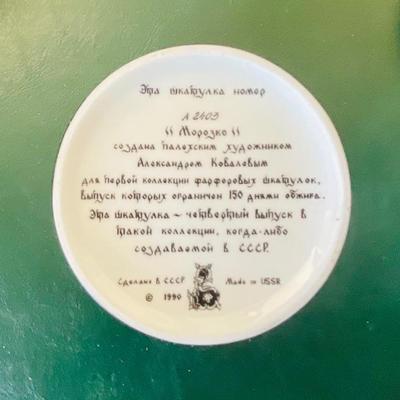 Эта шкатулка номер
А 2403
" Морозко "
создана палехским художником
Александром Ковалевым
для первой коллекции фарфоровых шкатулок,
выпуск которых ограничен 150 днями обжига.
Эта шкатулка ~ четвертый выпуск в
такой коллекции, когда-либо
создаваемой в СССР.
Сделано в СССР Made in USSR
© 1990